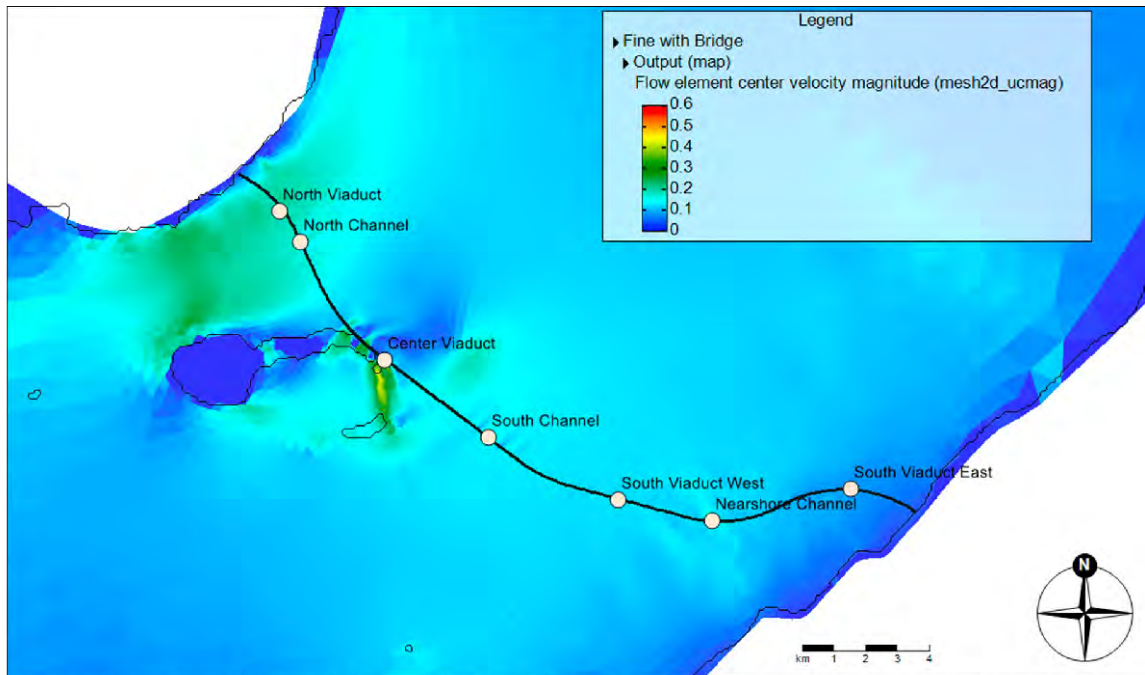 Legend
Fine with Bridge
Output (map)
Flow element center velocity magnitude (mesh2d_ucmag)
0.6
0.5
0.4
0.3
0.2
0.1
0
North Viaduct
North Channel
Center Viaduct
South Channel
South Viaduct West
South Viaduct East
Nearshore Channel
N
km 1 2 3 4